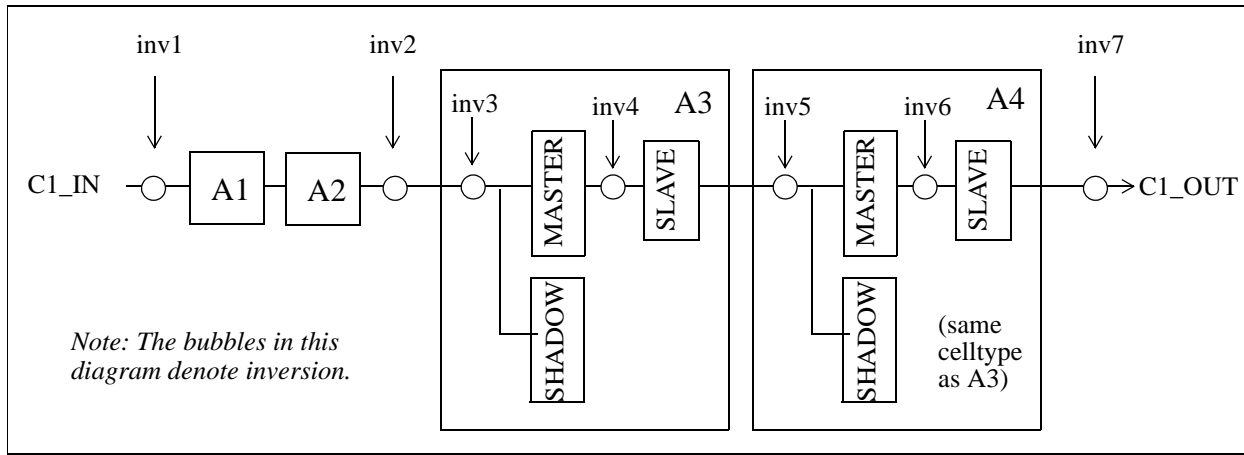 inv1
inv2
inv7
inv3
inv4
A3
inv5
inv6
A4
C1_IN
A1
A2
MASTER
SLAVE
MASTER
SLAVE
C1_OUT
SHADOW
SHADOW
Note: The bubbles in this
diagram denote inversion.
(same
celltype
as A3)